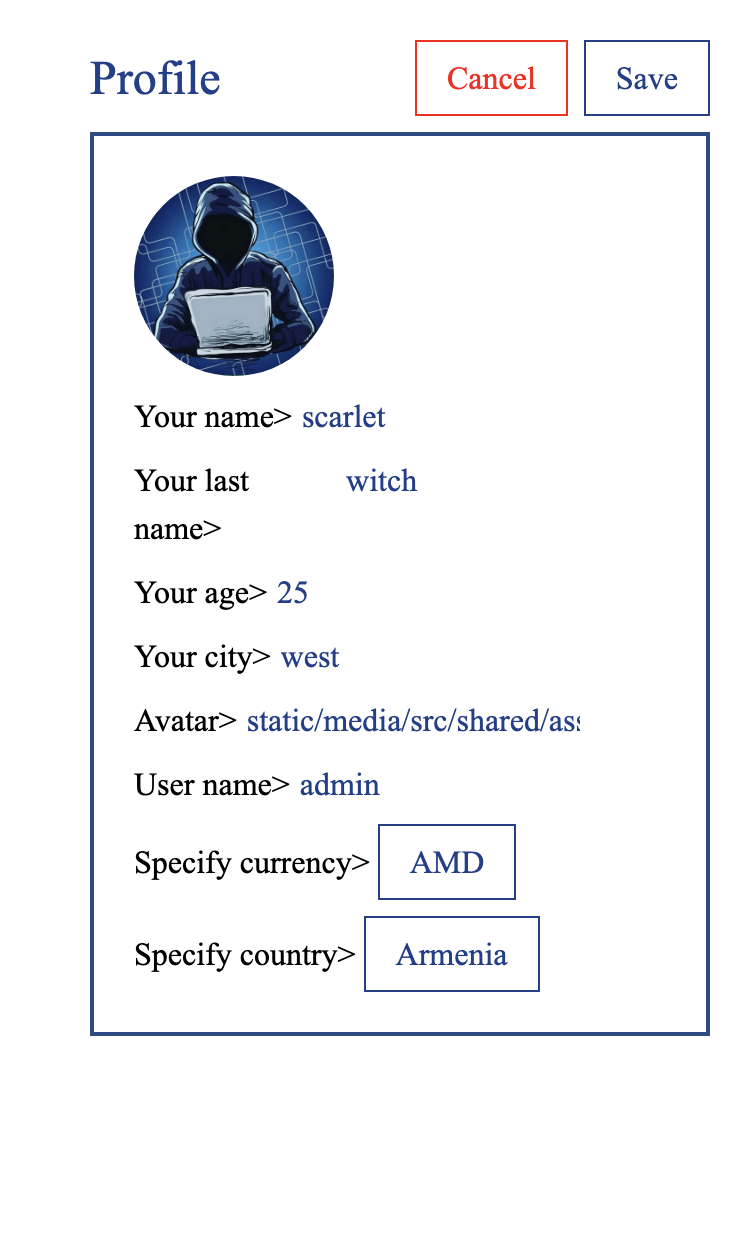 Profile
Cancel
Save
Your name> scarlet
Your last witch
name>
Your age> 25
Your city> west
Avatar> static/media/src/shared/ass
User name> admin
Specify currency> AMD
Specify country> Armenia